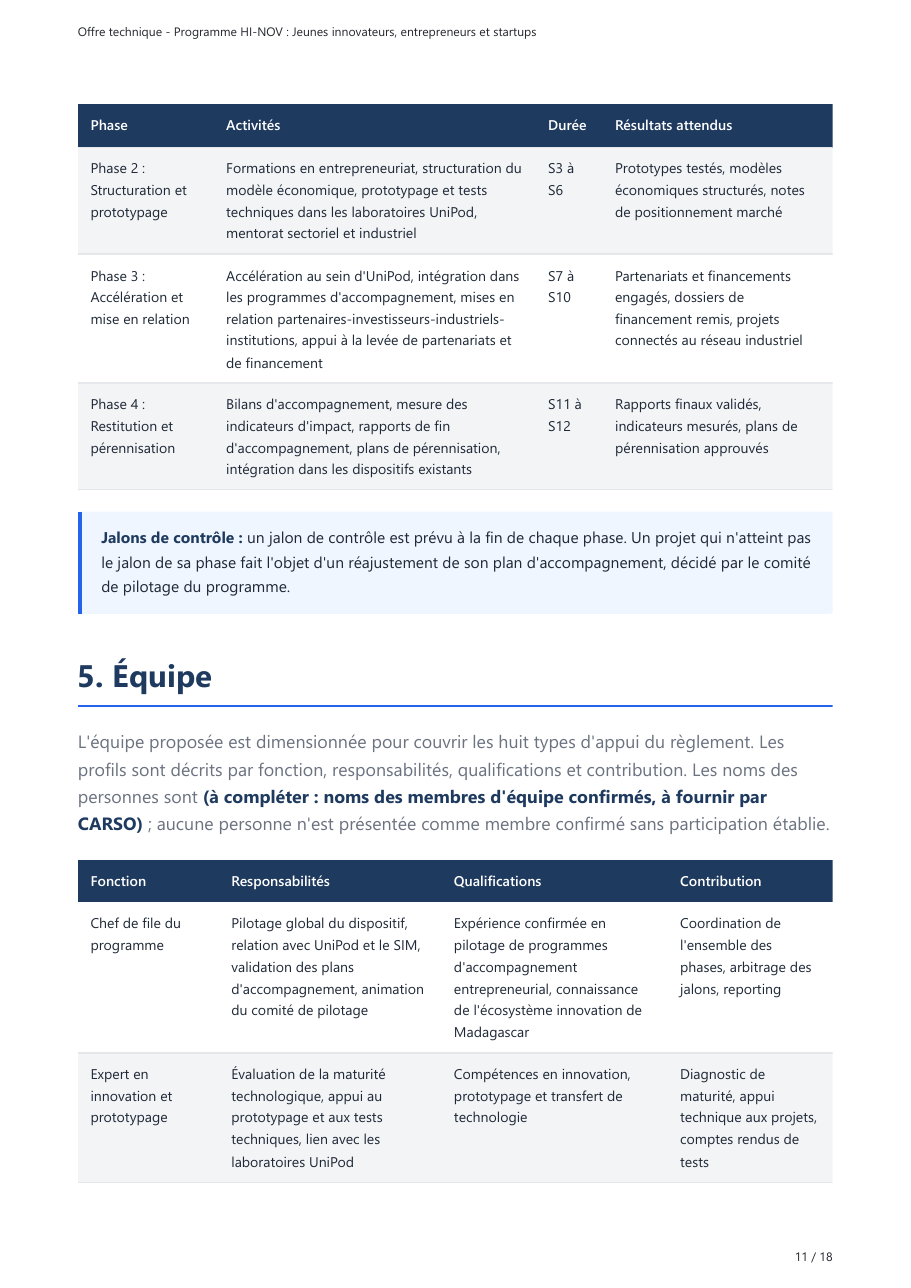 Offre technique - Programme HI-NOV : Jeunes innovateurs, entrepreneurs et startups
Phase Activités Durée Résultats attendus
Phase 2 :
Structuration et
prototypage
Formations en entrepreneuriat, structuration du
modèle économique, prototypage et tests
techniques dans les laboratoires UniPod,
mentorat sectoriel et industriel
S3 à
S6
Prototypes testés, modèles
économiques structurés, notes
de positionnement marché
Phase 3 :
Accélération et
mise en relation
Accélération au sein d'UniPod, intégration dans
les programmes d'accompagnement, mises en
relation partenaires-investisseurs-industriels-
institutions, appui à la levée de partenariats et
de financement
S7 à
S10
Partenariats et financements
engagés, dossiers de
financement remis, projets
connectés au réseau industriel
Phase 4 :
Restitution et
pérennisation
Bilans d'accompagnement, mesure des
indicateurs d'impact, rapports de fin
d'accompagnement, plans de pérennisation,
intégration dans les dispositifs existants
S11 à
S12
Rapports finaux validés,
indicateurs mesurés, plans de
pérennisation approuvés
Jalons de contrôle : un jalon de contrôle est prévu à la fin de chaque phase. Un projet qui n'atteint pas
le jalon de sa phase fait l'objet d'un réajustement de son plan d'accompagnement, décidé par le comité
de pilotage du programme.
5. Équipe
L'équipe proposée est dimensionnée pour couvrir les huit types d'appui du règlement. Les
profils sont décrits par fonction, responsabilités, qualifications et contribution. Les noms des
personnes sont (à compléter : noms des membres d'équipe confirmés, à fournir par
CARSO) ; aucune personne n'est présentée comme membre confirmé sans participation établie.
Fonction Responsabilités Qualifications Contribution
Chef de file du
programme
Pilotage global du dispositif,
relation avec UniPod et le SIM,
validation des plans
d'accompagnement, animation
du comité de pilotage
Expérience confirmée en
pilotage de programmes
d'accompagnement
entrepreneurial, connaissance
de l'écosystème innovation de
Madagascar
Coordination de
l'ensemble des
phases, arbitrage des
jalons, reporting
Expert en
innovation et
prototypage
Évaluation de la maturité
technologique, appui au
prototypage et aux tests
techniques, lien avec les
laboratoires UniPod
Compétences en innovation,
prototypage et transfert de
technologie
Diagnostic de
maturité, appui
technique aux projets,
comptes rendus de
tests
11 / 18